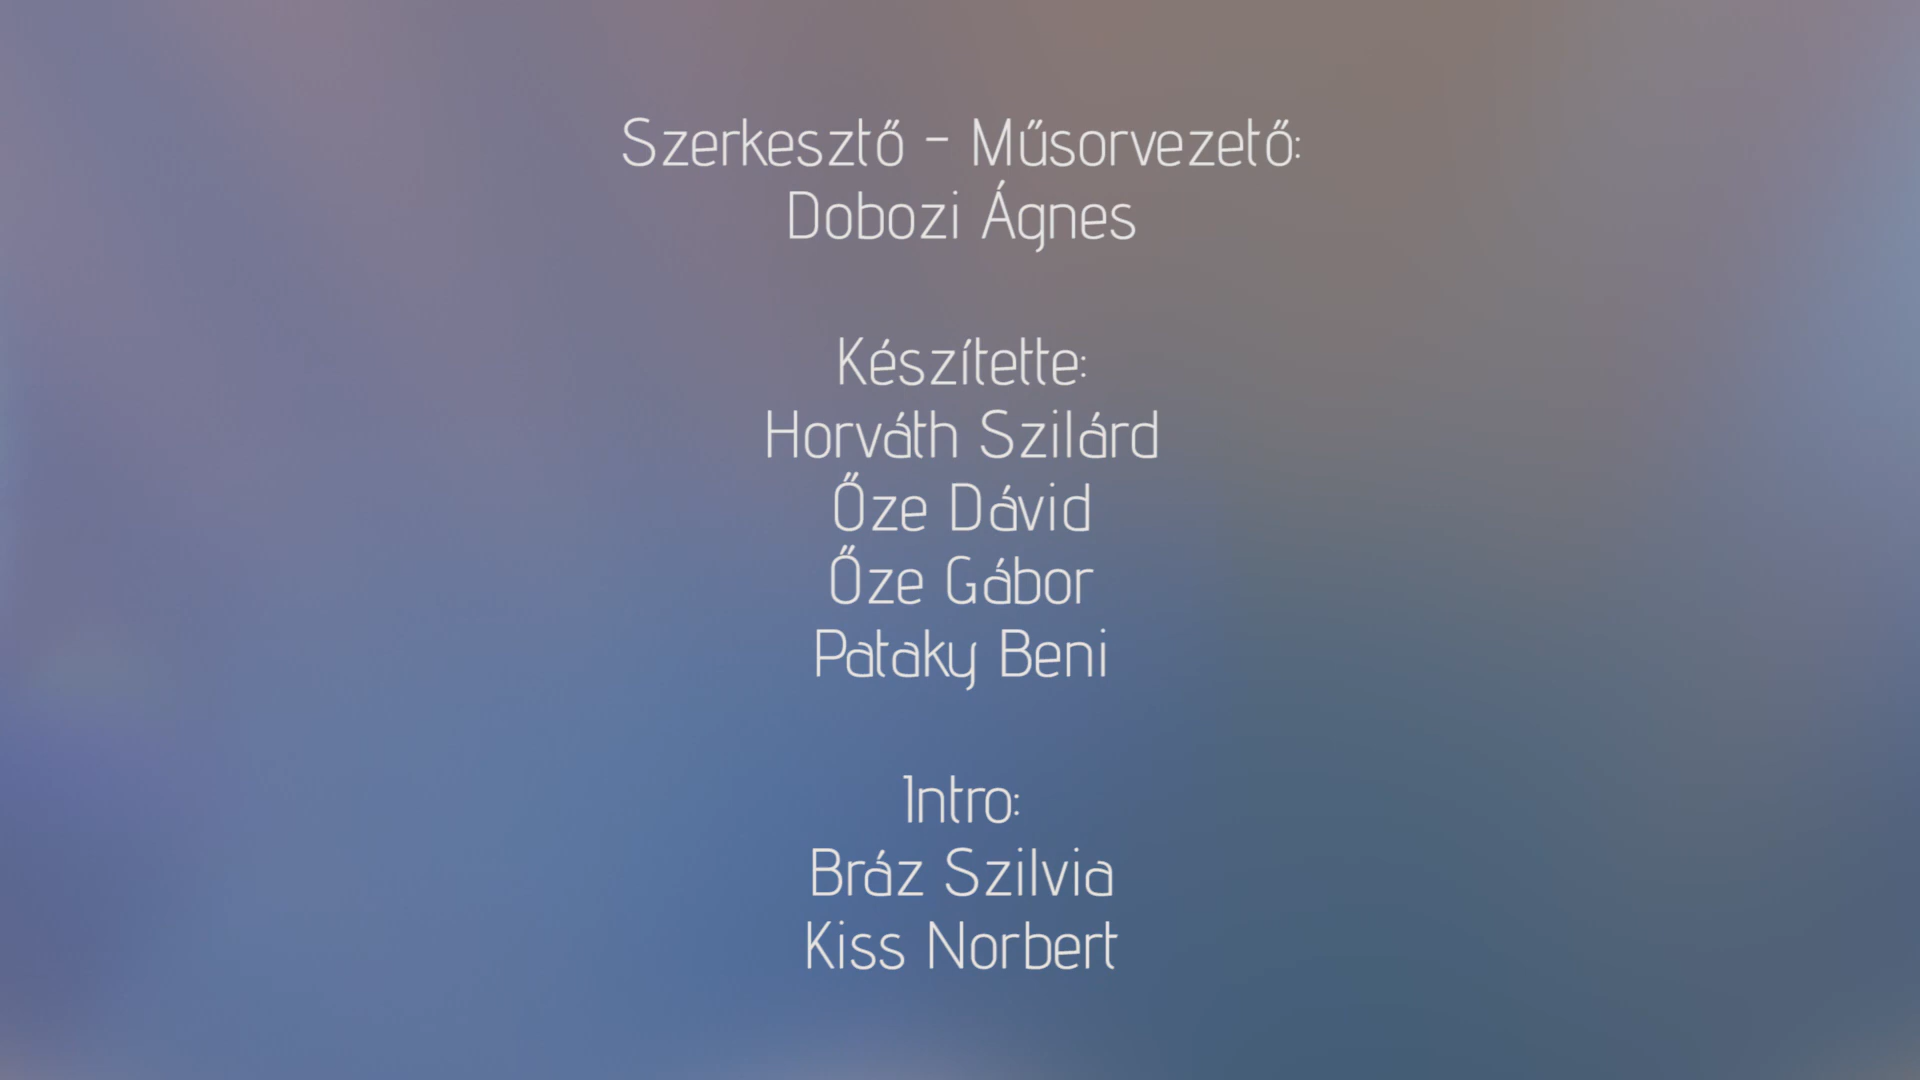 Szerkesztő - Műsorvezető:
Dobozi Ágnes
Készítette:
Horváth Szilárd
Őze Dávid
Őze Gábor
Pataky Beni
Intro:
Bráz Szilvia
Kiss Norbert